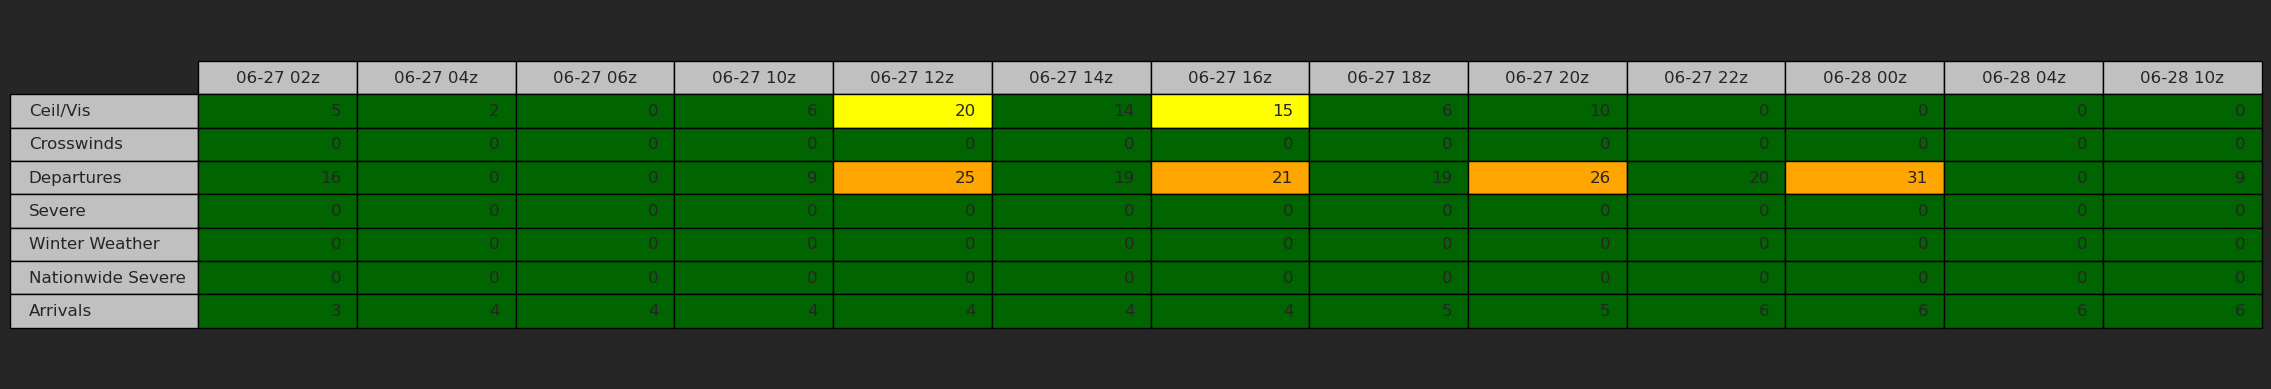 06-27 02z 06-27 04z 06-27 06z 06-27 10z 06-27 12z 06-27 14z 06-27 16z 06-27 18z 06-27 20z 06-27 22z 06-28 00z 06-28 04z 06-28 10z
Ceil/Vis 5 2 0 6 20 14 15 6 10 0 0 0 0
Crosswinds 0 0 0 0 0 0 0 0 0 0 0 0 0
Departures 16 0 0 9 25 19 21 19 26 20 31 0 9
Severe 0 0 0 0 0 0 0 0 0 0 0 0 0
Winter Weather 0 0 0 0 0 0 0 0 0 0 0 0 0
Nationwide Severe 0 0 0 0 0 0 0 0 0 0 0 0 0
Arrivals 3 4 4 4 4 4 4 5 5 6 6 6 6